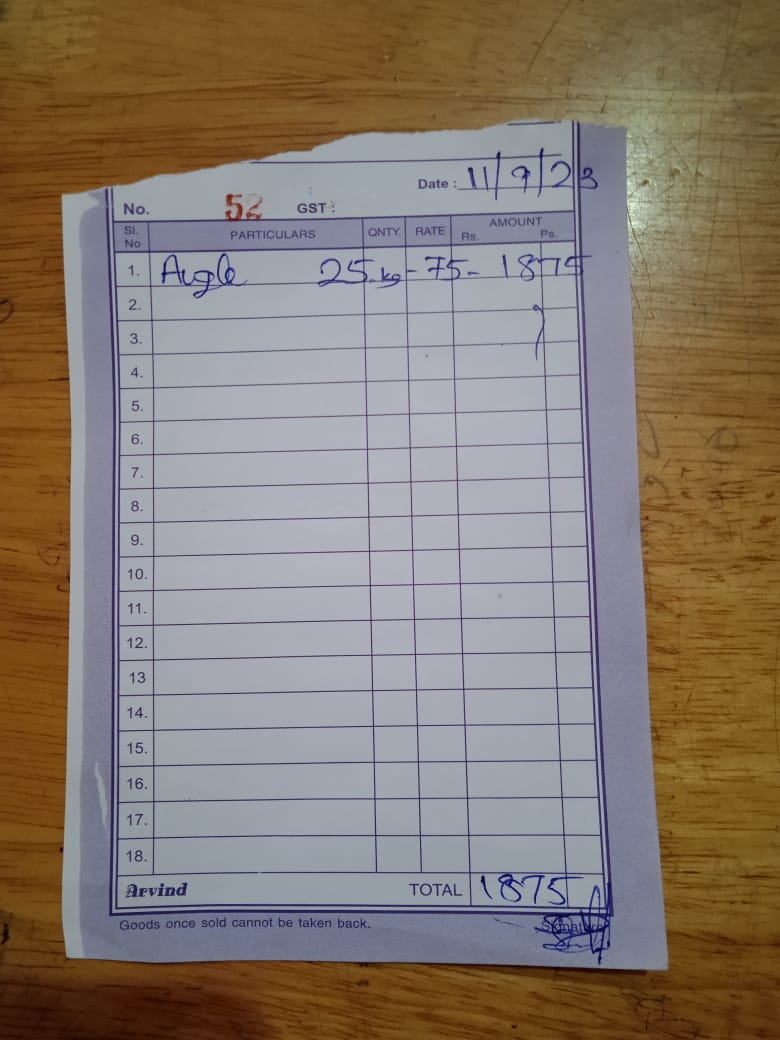 Date : 11/9/23
No. 52 GST :
Sl. No PARTICULARS QNTY. RATE AMOUNT Rs. Ps.
1. Angle 25.kg - 75 - 1875
2.
3.
4.
5.
6.
7.
8.
9.
10.
11.
12.
13
14.
15.
16.
17.
18.
Arvind TOTAL 1875
Goods once sold cannot be taken back. Signature